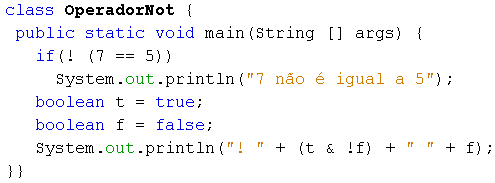 class OperadorNot {
 public static void main(String [] args) {
   if(! (7 == 5))
     System.out.println("7 não é igual a 5");
   boolean t = true;
   boolean f = false;
   System.out.println("! " + (t & !f) + " " + f);
}}